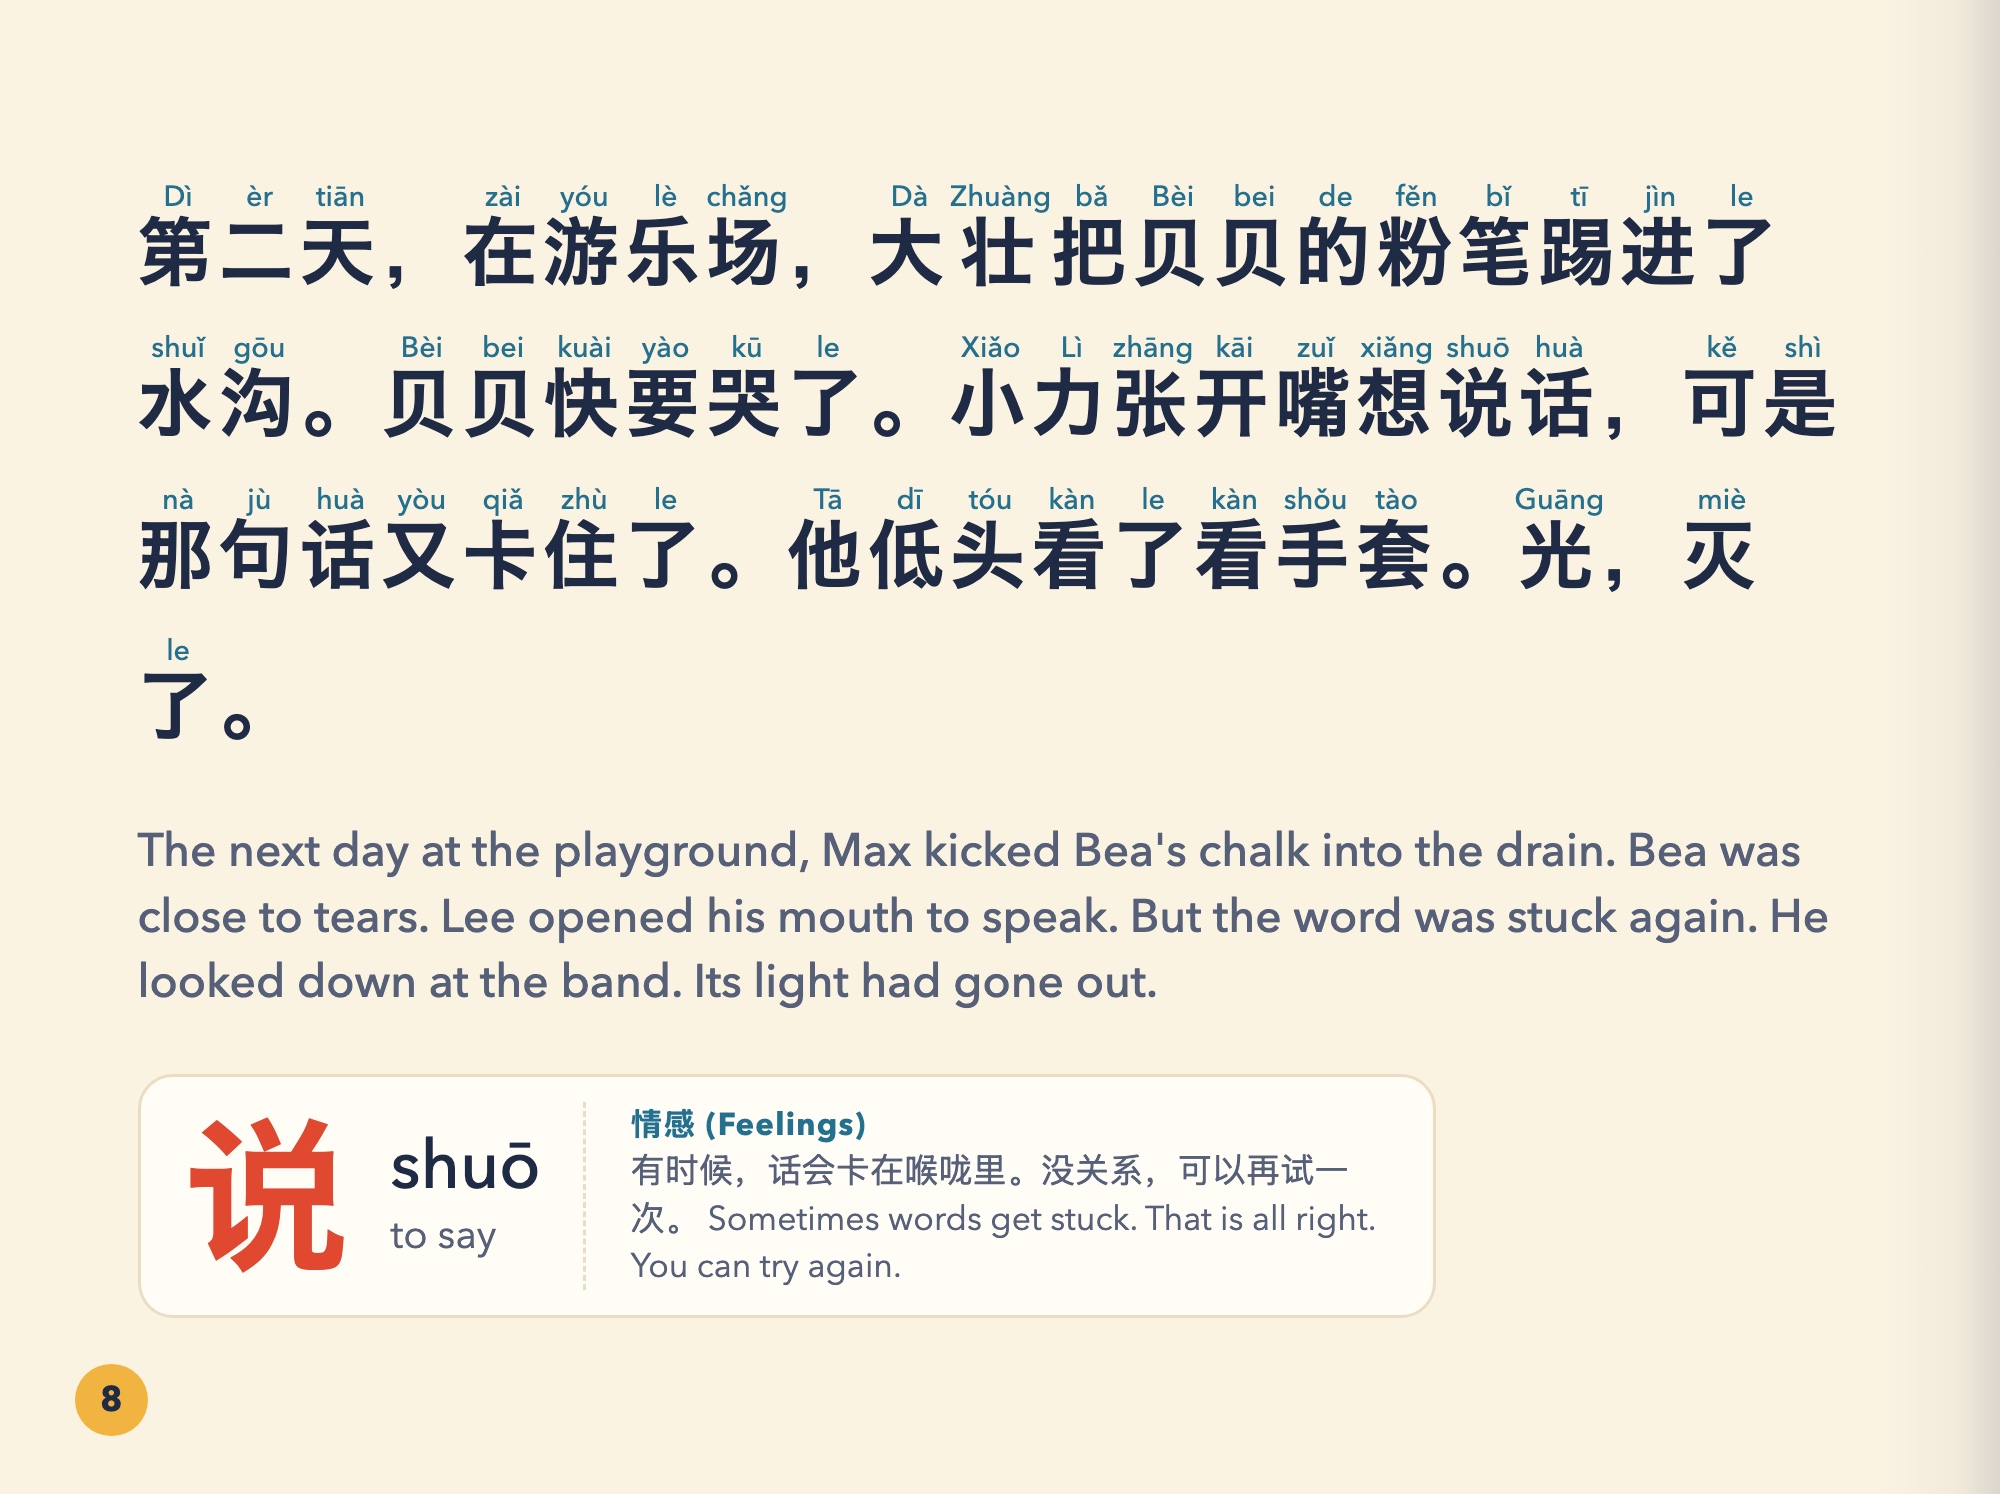 Dì èr tiān zài yóu lè chǎng Dà Zhuàng bǎ Bèi bei de fěn bǐ tī jìn le
第二天，在游乐场，大壮把贝贝的粉笔踢进了
shuǐ gōu Bèi bei kuài yào kū le Xiǎo Lì zhāng kāi zuǐ xiǎng shuō huà kě shì
水沟。贝贝快要哭了。小力张开嘴想说话，可是
nà jù huà yòu qiǎ zhù le Tā dī tóu kàn le kàn shǒu tào Guāng miè
那句话又卡住了。他低头看了看手套。光，灭
le
了。
The next day at the playground, Max kicked Bea's chalk into the drain. Bea was
close to tears. Lee opened his mouth to speak. But the word was stuck again. He
looked down at the band. Its light had gone out.
说
shuō
to say
情感 (Feelings)
有时候，话会卡在喉咙里。没关系，可以再试一
次。 Sometimes words get stuck. That is all right.
You can try again.
8